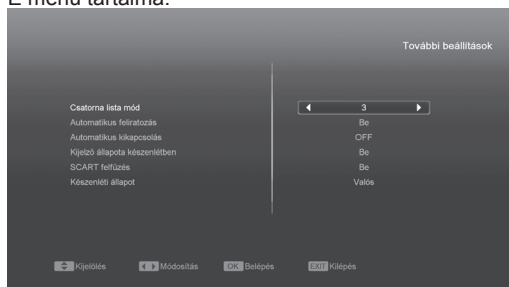 E menü tartalma:
További beállítások
Csatorna lista mód 3
Automatikus feliratozás Be
Automatikus kikapcsolás OFF
Kijelző állapota készenlétben Be
SCART felfűzés Be
Készenléti állapot Valós
Kijelölés Módosítás OK Belépés EXIT Kilépés